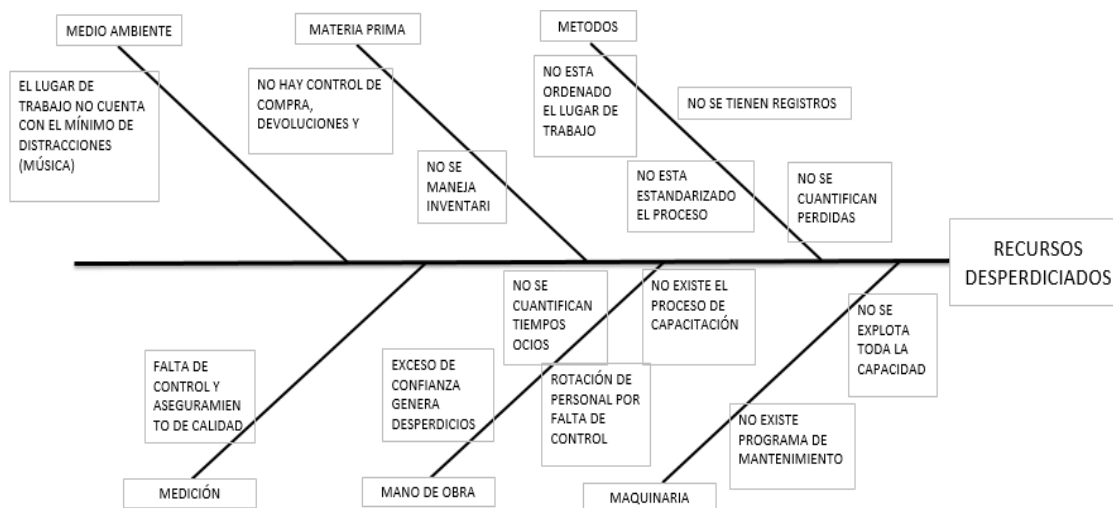 MEDIO AMBIENTE
EL LUGAR DE
TRABAJO NO CUENTA
CON EL MÍNIMO DE
DISTRACCIONES
(MÚSICA)
MATERIA PRIMA
NO HAY CONTROL DE
COMPRA,
DEVOLUCIONES Y
NO SE
MANEJA
INVENTARI
METODOS
NO ESTA
ORDENADO
EL LUGAR DE
TRABAJO
NO SE TIENEN REGISTROS
NO ESTA
ESTANDARIZADO
EL PROCESO
NO SE
CUANTIFICAN
PERDIDAS
RECURSOS
DESPERDICIADOS
FALTA DE
CONTROL Y
ASEGURAMIEN
TO DE CALIDAD
MEDICIÓN
NO SE
CUANTIFICAN
TIEMPOS
OCIOS
NO EXISTE EL
PROCESO DE
CAPACITACIÓN
EXCESO DE
CONFIANZA
GENERA
DESPERDICIOS
ROTACIÓN DE
PERSONAL POR
FALTA DE
CONTROL
MANO DE OBRA
NO SE
EXPLOTA
TODA LA
CAPACIDAD
NO EXISTE
PROGRAMA DE
MANTENIMIENTO
MAQUINARIA